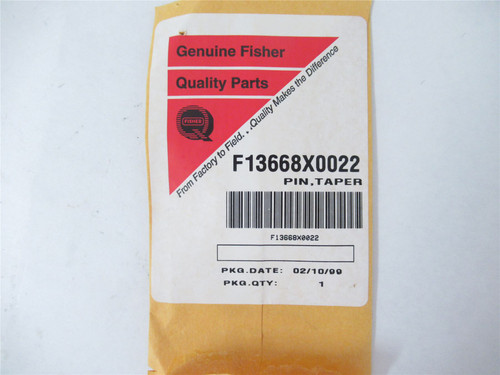 Genuine Fisher
Quality Parts
FISHER
From Factory to Field...Quality Makes the Difference
F13668X0022
PIN,TAPER
F13668X0022
PKG.DATE: 02/10/99
PKG.QTY: 1